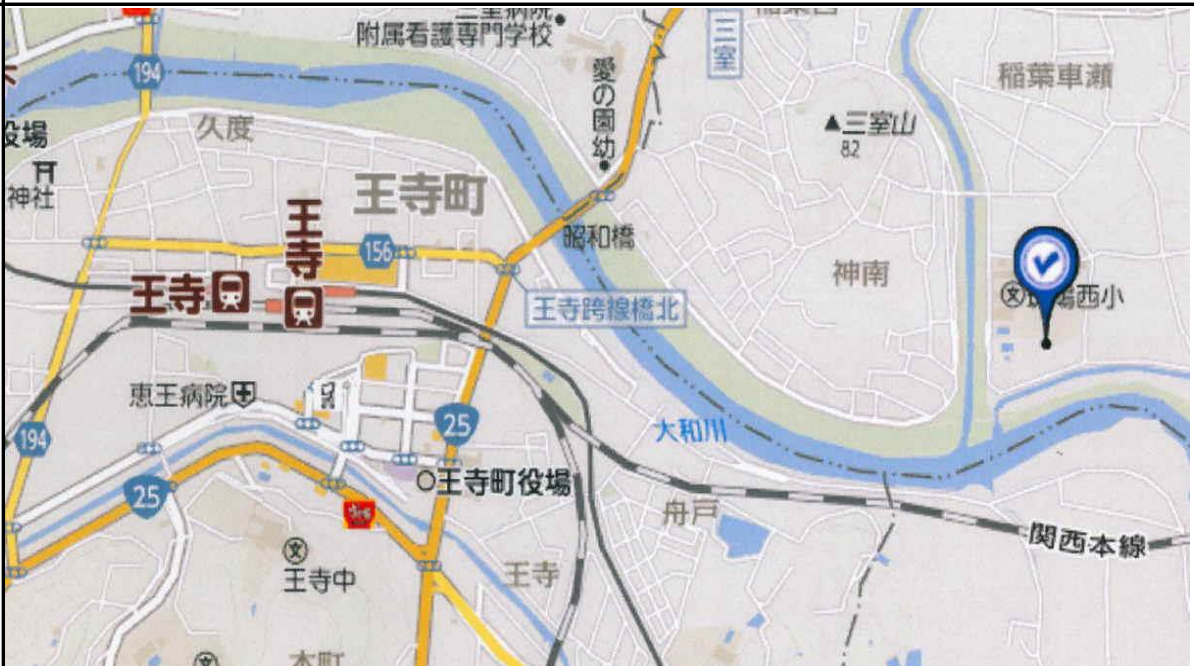 附属看護専門学校
三室
稲葉車瀬
194
愛の園幼
▲三室山
82
久度
役場
神社
王寺町
王寺
156
昭和橋
神南
王寺
王寺跨線橋北
西小
恵王病院
25
大和川
194
25
王寺町役場
舟戸
関西本線
王寺中
王寺
本町